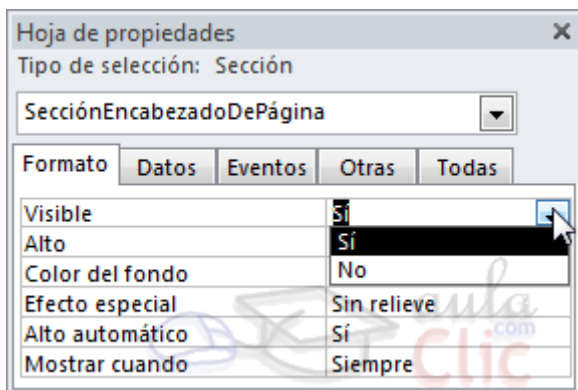 Hoja de propiedades
Tipo de selección: Sección
SecciónEncabezadoDePágina
Formato Datos Eventos Otras Todas
Visible Sí
Alto Sí
Color del fondo No
Efecto especial Sin relieve
Alto automático Sí
Mostrar cuando Siempre
aula
Clic
.com